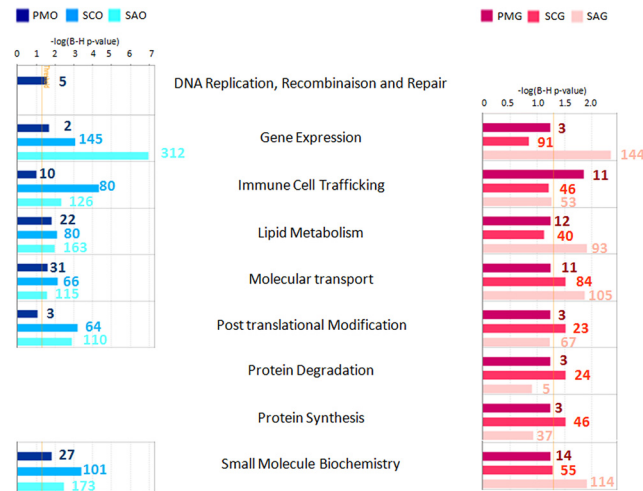 PMO SCO SAO
PMG SCG SAG
-log(B-H p-value)
0 1 2 3 4 5 6 7
5
DNA Replication, Recombinaison and Repair
-log(B-H p-value)
0 0.5 1.0 1.5 2.0
2
145
312
Gene Expression
3
91
144
10
80
126
Immune Cell Trafficking
11
46
53
22
80
163
Lipid Metabolism
12
40
93
31
66
115
Molecular transport
11
84
105
3
64
110
Post translational Modification
3
23
67
Protein Degradation
3
24
5
Protein Synthesis
3
46
37
27
101
173
Small Molecule Biochemistry
14
55
114